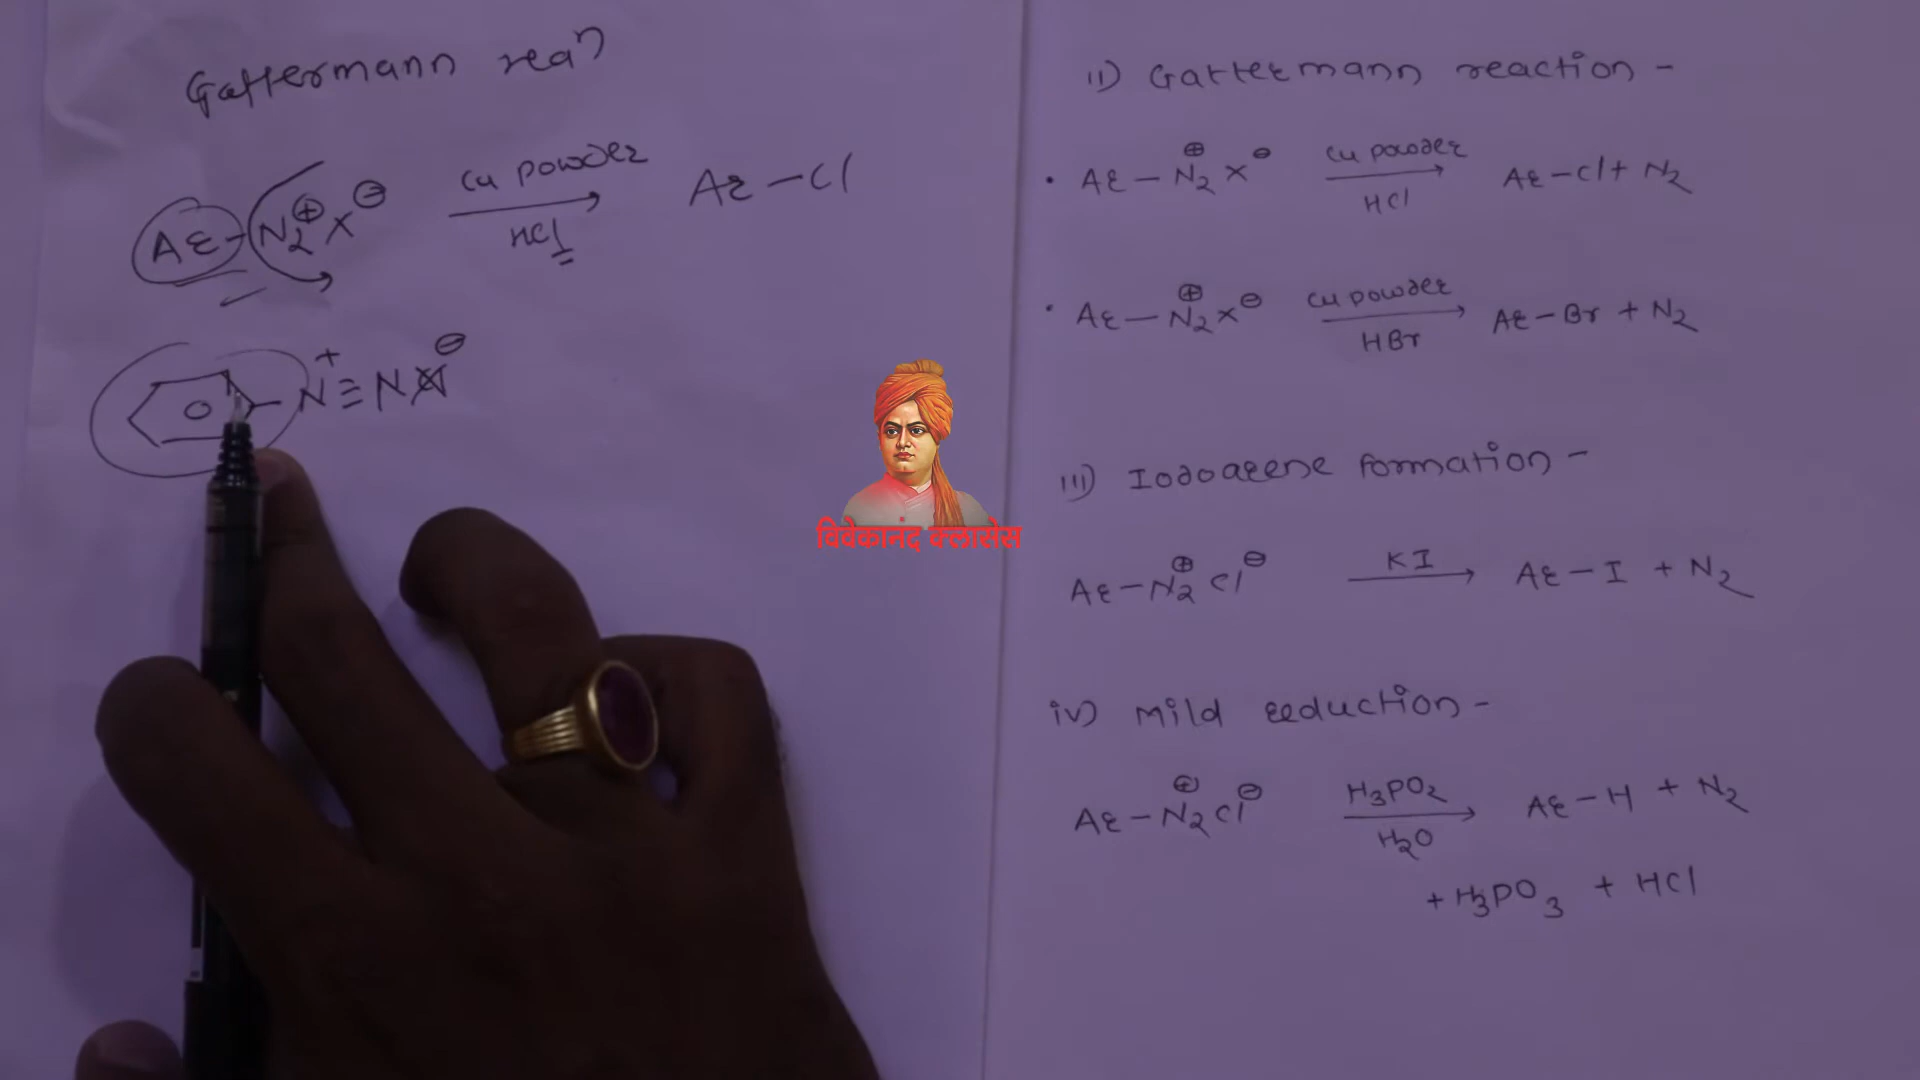 Gattermann reaⁿ
Ar-N₂⊕X⊖ Cu powder → HCl Ar-Cl
N⁺≡NX⊖
विवेकानंद क्लासेस
ii) Gattermann reaction -
• Ar-N₂⊕X⊖ Cu powder → HCl Ar-Cl + N₂
• Ar-N₂⊕X⊖ Cu powder → HBr Ar-Br + N₂
iii) Iodoarene formation -
Ar-N₂⊕Cl⊖ KI → Ar-I + N₂
iv) Mild reduction -
Ar-N₂⊕Cl⊖ H₃PO₂ → H₂O Ar-H + N₂
+ H₃PO₃ + HCl